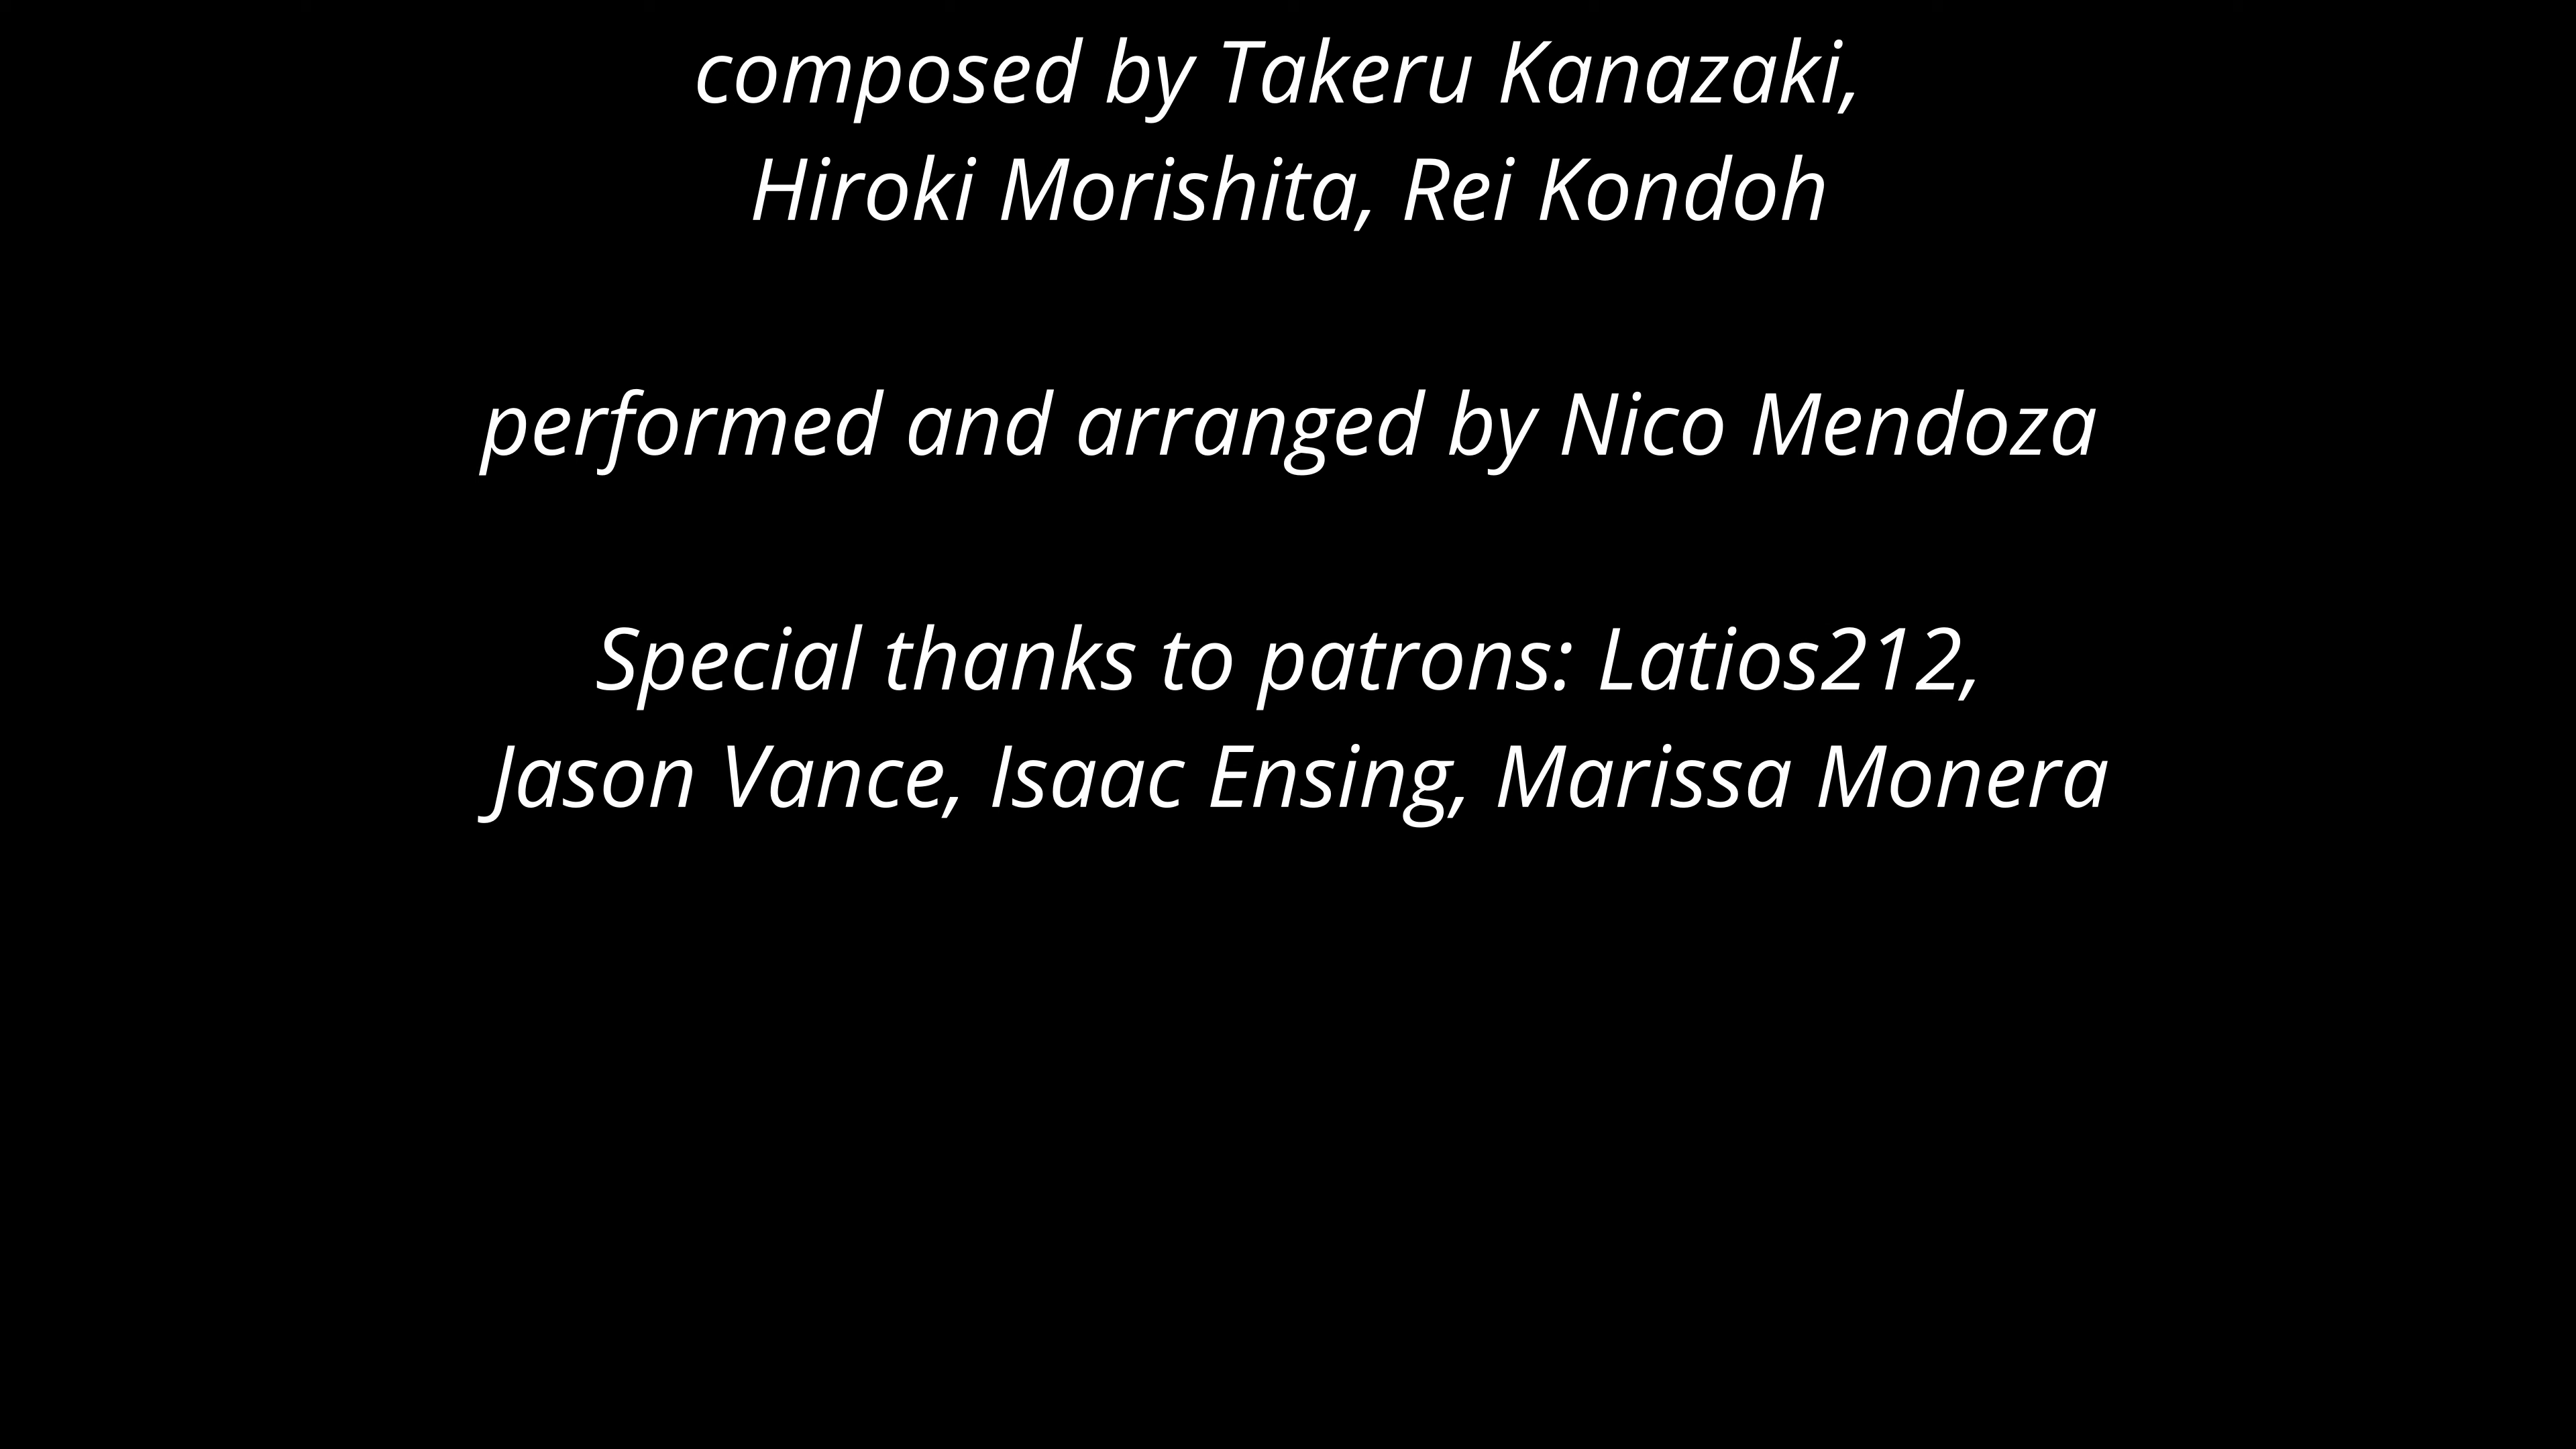 composed by Takeru Kanazaki,
Hiroki Morishita, Rei Kondoh
performed and arranged by Nico Mendoza
Special thanks to patrons: Latios212,
Jason Vance, Isaac Ensing, Marissa Monera